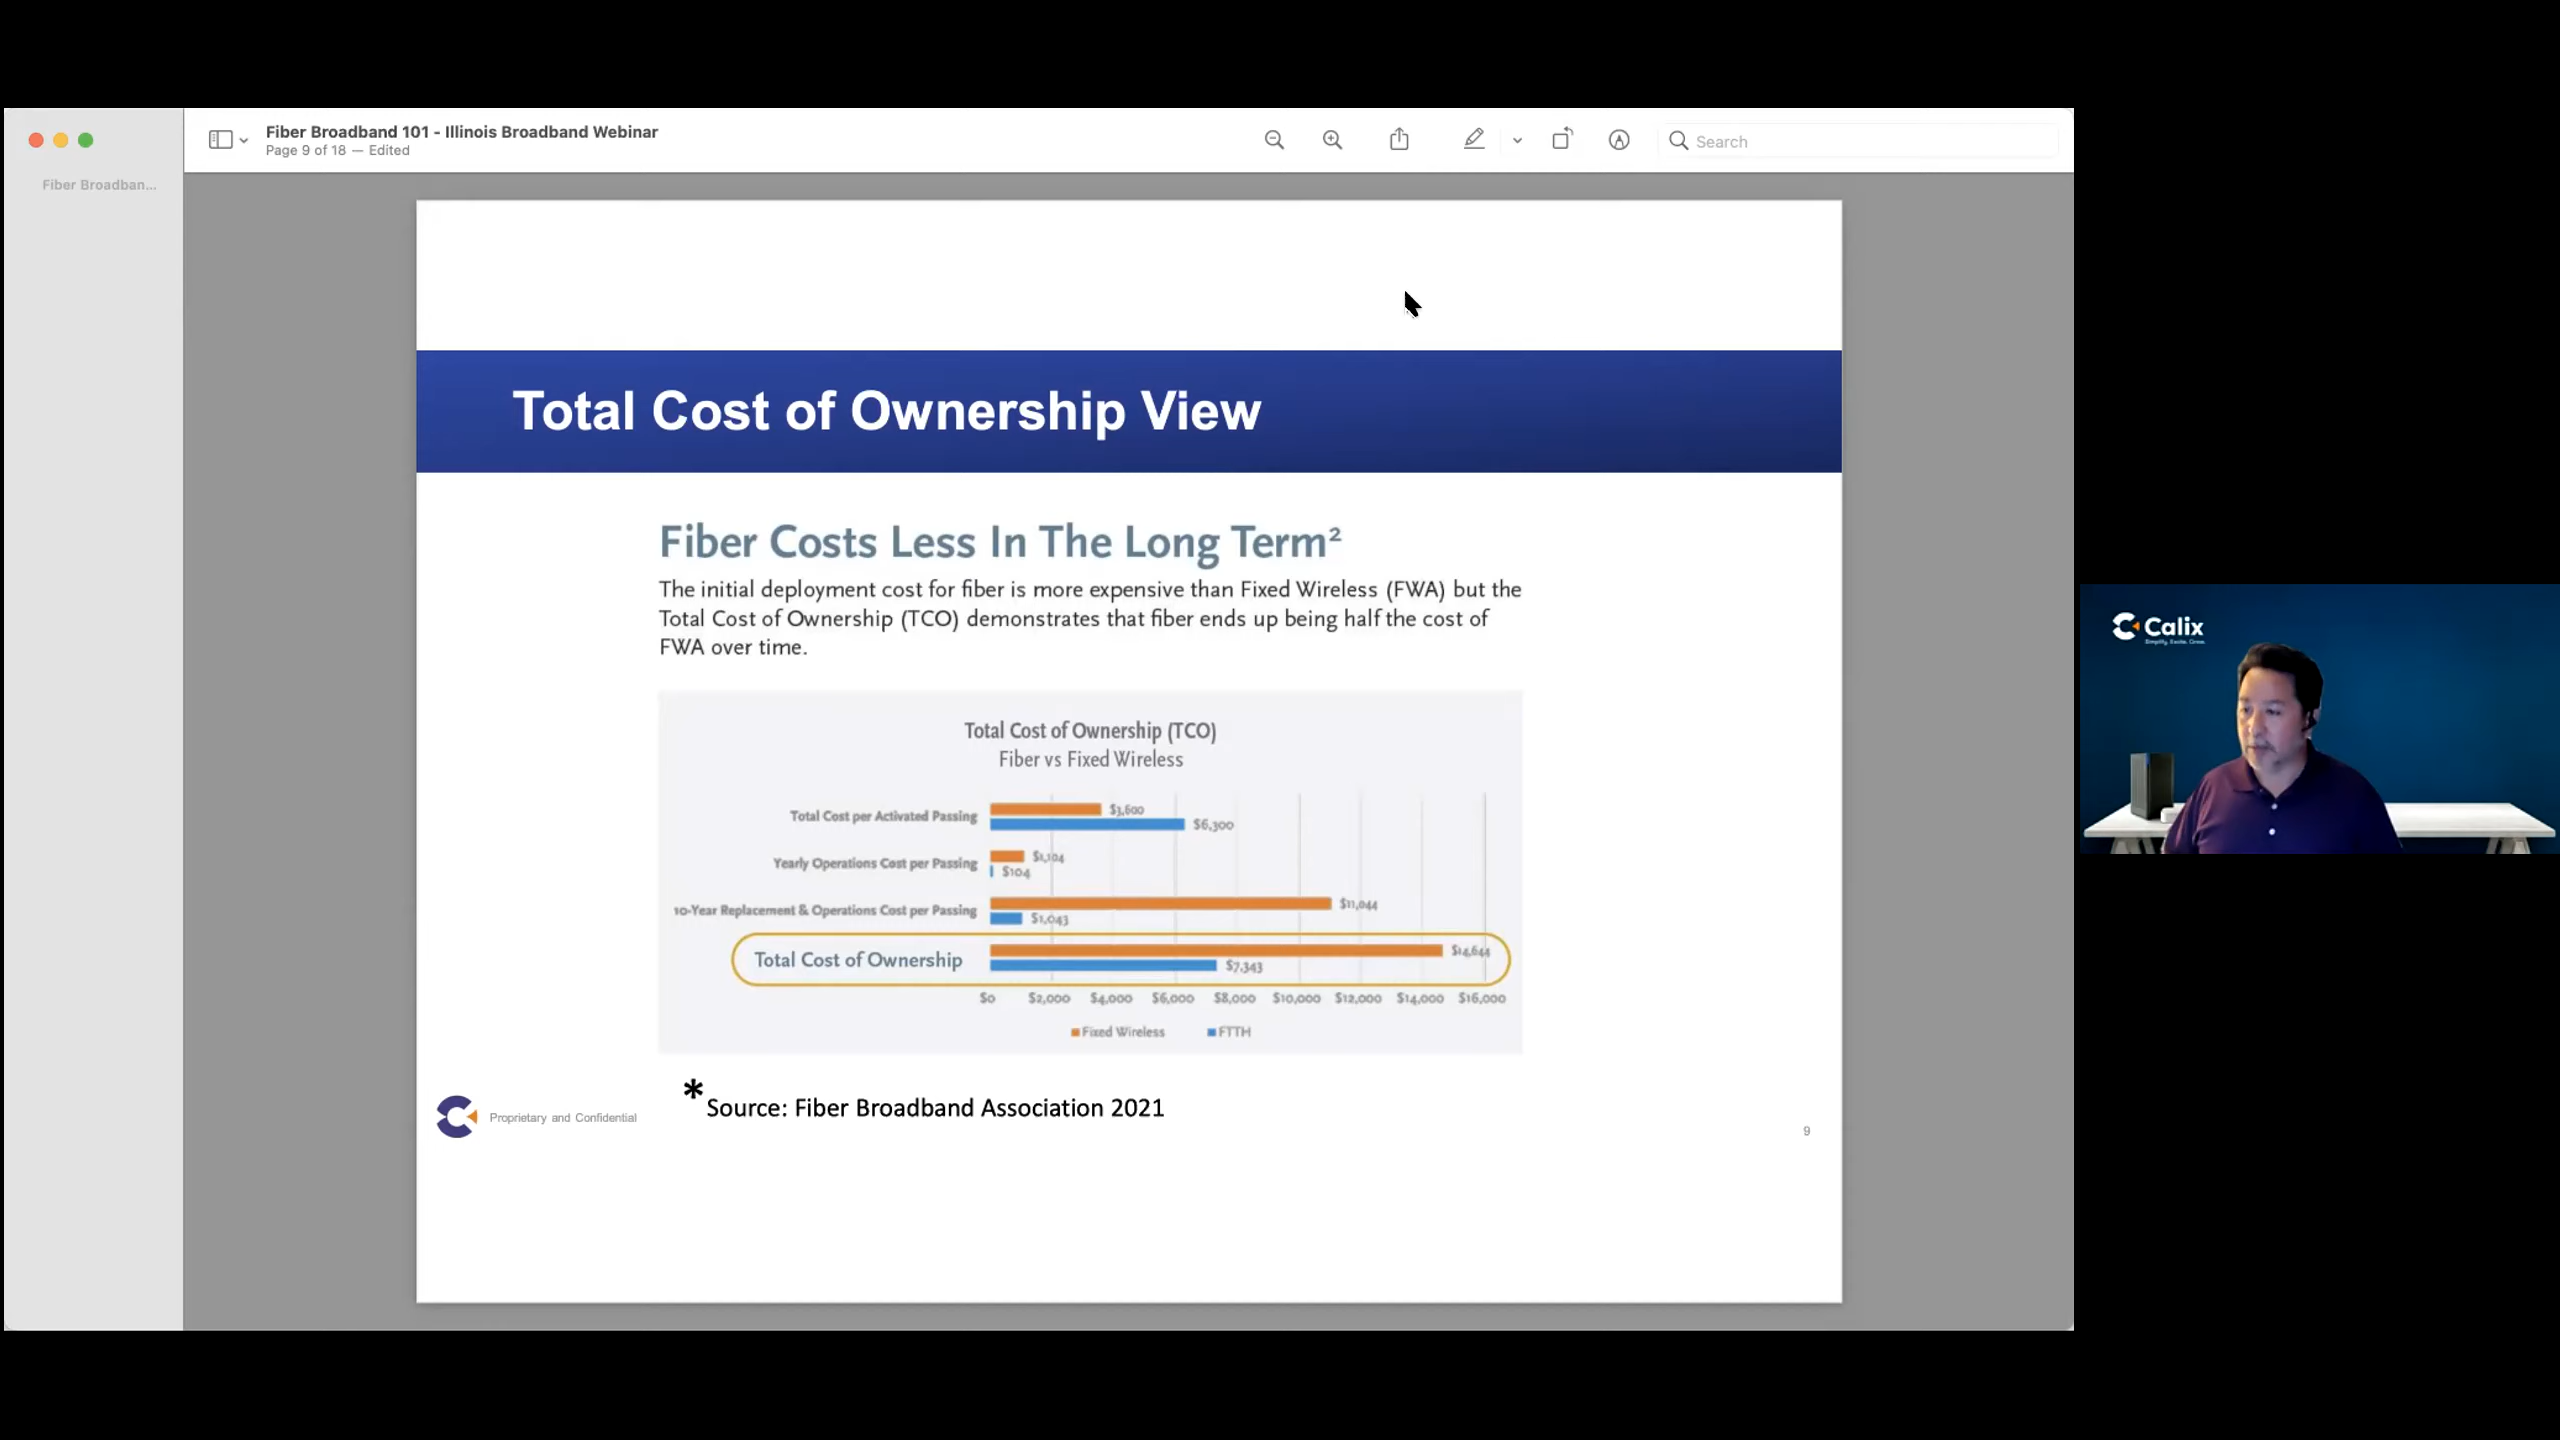 Fiber Broadband 101 - Illinois Broadband Webinar
Page 9 of 18 — Edited
Search
Fiber Broadban...
Total Cost of Ownership View
Fiber Costs Less In The Long Term²
The initial deployment cost for fiber is more expensive than Fixed Wireless (FWA) but the
Total Cost of Ownership (TCO) demonstrates that fiber ends up being half the cost of
FWA over time.
Total Cost of Ownership (TCO)
Fiber vs Fixed Wireless
Total Cost per Activated Passing
$3,600
$6,300
Yearly Operations Cost per Passing
$1,104
$104
10-Year Replacement & Operations Cost per Passing
$11,044
$1,043
Total Cost of Ownership
$14,644
$7,343
$0 $2,000 $4,000 $6,000 $8,000 $10,000 $12,000 $14,000 $16,000
Fixed Wireless FTTH
*Source: Fiber Broadband Association 2021
Proprietary and Confidential
9
Calix